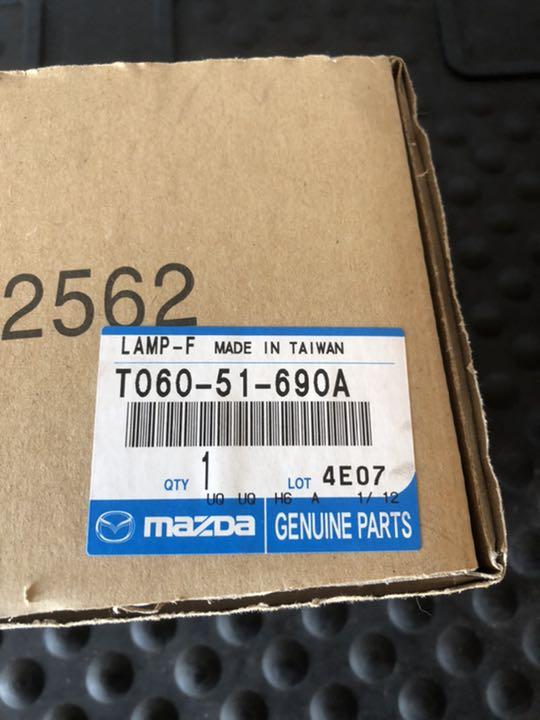 2562
LAMP-F MADE IN TAIWAN
T060-51-690A
QTY 1 LOT 4E07
UQ UQ H6 A 1/ 12
mazda GENUINE PARTS